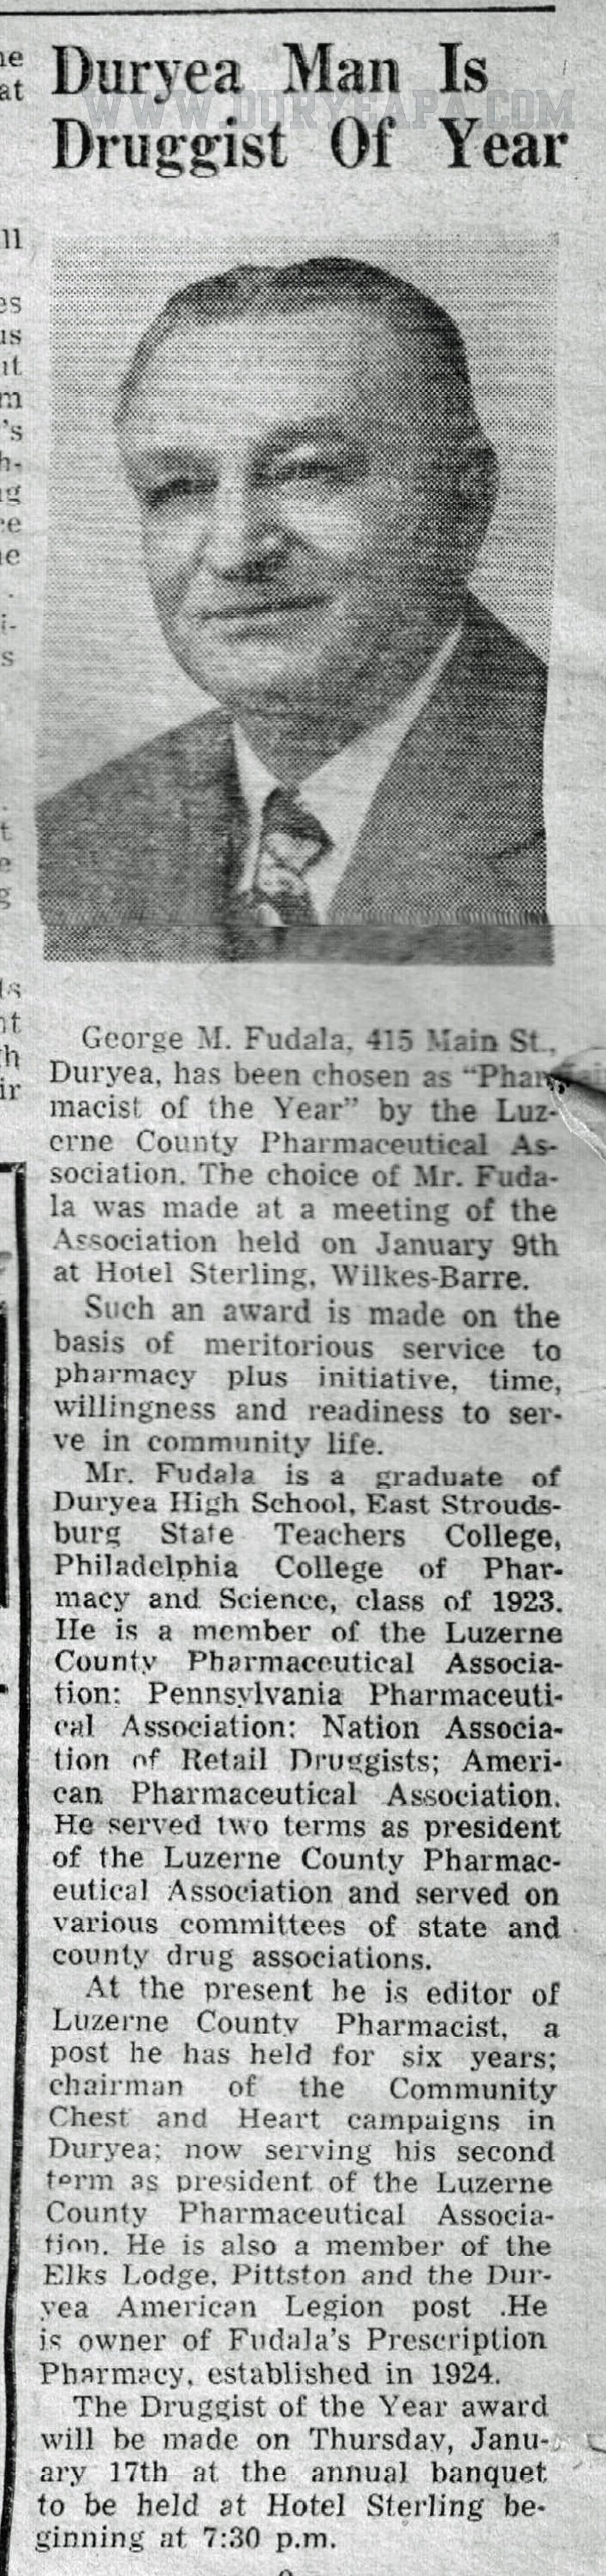 Duryea Man Is
WWW.DURYEAPA.COM
Druggist Of Year
George M. Fudala, 415 Main St.,
Duryea, has been chosen as "Phar-
macist of the Year" by the Luz-
erne County Pharmaceutical As-
sociation. The choice of Mr. Fuda-
la was made at a meeting of the
Association held on January 9th
at Hotel Sterling, Wilkes-Barre.
Such an award is made on the
basis of meritorious service to
pharmacy plus initiative, time,
willingness and readiness to ser-
ve in community life.
Mr. Fudala is a graduate of
Duryea High School, East Strouds-
burg State Teachers College,
Philadelphia College of Phar-
macy and Science, class of 1923.
He is a member of the Luzerne
County Pharmaceutical Associa-
tion; Pennsylvania Pharmaceuti-
cal Association; Nation Associa-
tion of Retail Druggists; Ameri-
can Pharmaceutical Association.
He served two terms as president
of the Luzerne County Pharmac-
eutical Association and served on
various committees of state and
county drug associations.
At the present he is editor of
Luzerne County Pharmacist, a
post he has held for six years;
chairman of the Community
Chest and Heart campaigns in
Duryea; now serving his second
term as president of the Luzerne
County Pharmaceutical Associa-
tion. He is also a member of the
Elks Lodge, Pittston and the Dur-
yea American Legion post .He
is owner of Fudala's Prescription
Pharmacy, established in 1924.
The Druggist of the Year award
will be made on Thursday, Janu-
ary 17th at the annual banquet
to be held at Hotel Sterling be-
ginning at 7:30 p.m.